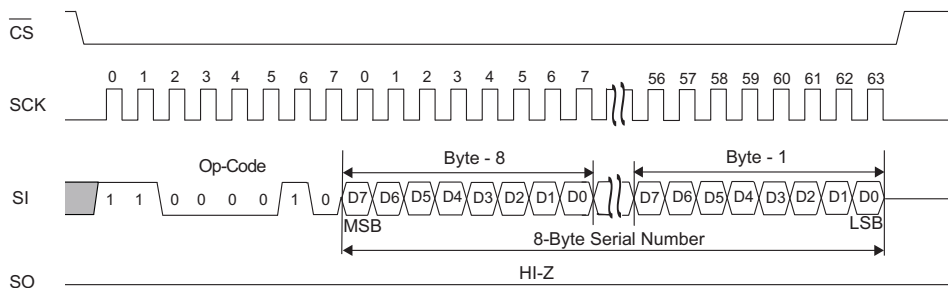 CS
0 1 2 3 4 5 6 7 0 1 2 3 4 5 6 7 56 57 58 59 60 61 62 63
SCK
Op-Code Byte - 8 Byte - 1
SI 1 1 0 0 0 0 1 0 D7 D6 D5 D4 D3 D2 D1 D0 D7 D6 D5 D4 D3 D2 D1 D0
MSB LSB
8-Byte Serial Number
HI-Z
SO